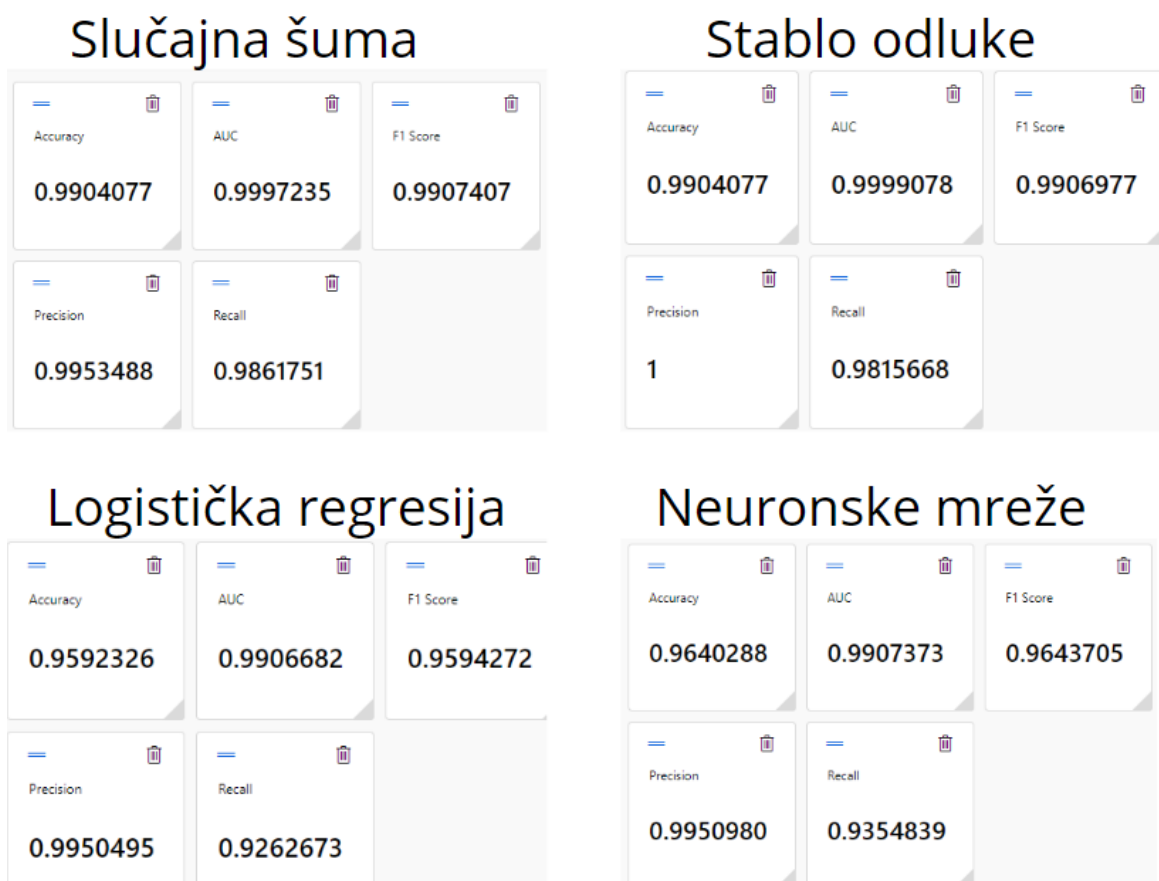 Slučajna šuma
Accuracy AUC F1 Score
0.9904077 0.9997235 0.9907407
Precision Recall
0.9953488 0.9861751
Stablo odluke
Accuracy AUC F1 Score
0.9904077 0.9999078 0.9906977
Precision Recall
1 0.9815668
Logistička regresija
Accuracy AUC F1 Score
0.9592326 0.9906682 0.9594272
Precision Recall
0.9950495 0.9262673
Neuronske mreže
Accuracy AUC F1 Score
0.9640288 0.9907373 0.9643705
Precision Recall
0.9950980 0.9354839